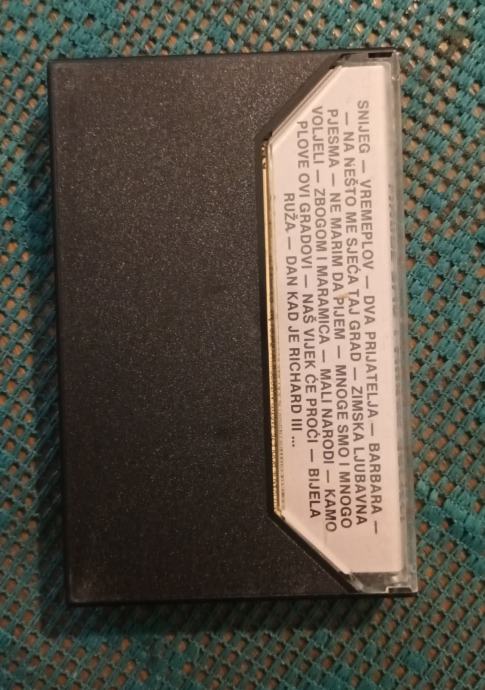 SNIJEG — VREMEPLOV — DVA PRIJATELJA — BARBARA —
— NA NEŠTO ME SJEĆA TAJ GRAD — ZIMSKA LJUBAVNA
PJESMA — NE MARIM DA PIJEM — MNOGE SMO I MNOGO
VOLJELI — ZBOGOM I MARAMICA — MALI NARODI — KAMO
PLOVE OVI GRADOVI — NAŠ VIJEK ĆE PROĆI — BIJELA
RUŽA — DAN KAD JE RICHARD III ...